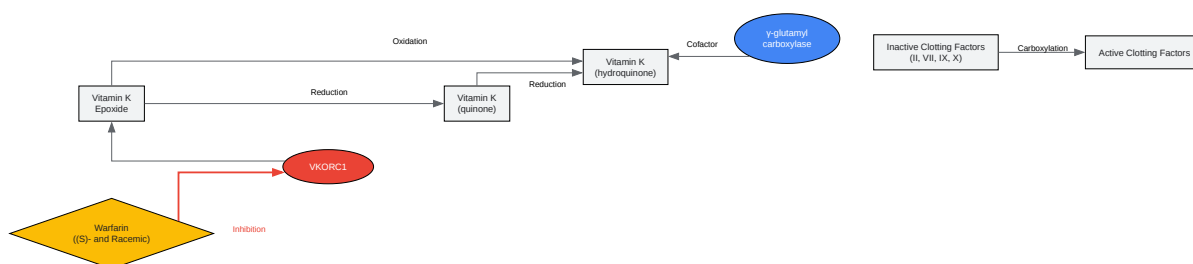 γ-glutamyl
carboxylase
Oxidation
Cofactor
Inactive Clotting Factors
(II, VII, IX, X)
Carboxylation
Active Clotting Factors
Vitamin K
(hydroquinone)
Reduction
Vitamin K
Epoxide
Reduction
Vitamin K
(quinone)
VKORC1
Warfarin
((S)- and Racemic)
Inhibition